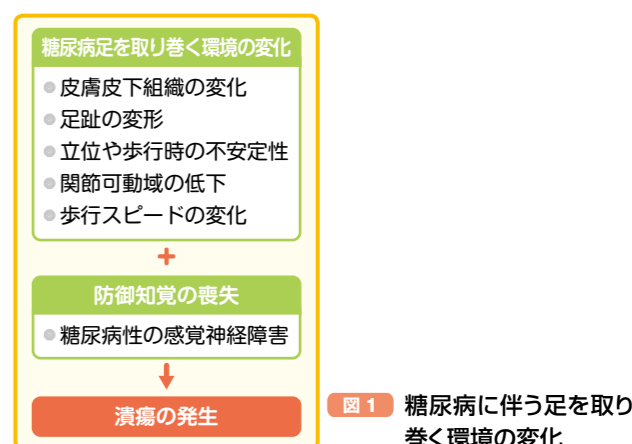 糖尿病足を取り巻く環境の変化
皮膚皮下組織の変化
足趾の変形
立位や歩行時の不安定性
関節可動域の低下
歩行スピードの変化
+
防御知覚の喪失
糖尿病性の感覚神経障害
潰瘍の発生
図1 糖尿病に伴う足を取り
巻く環境の変化